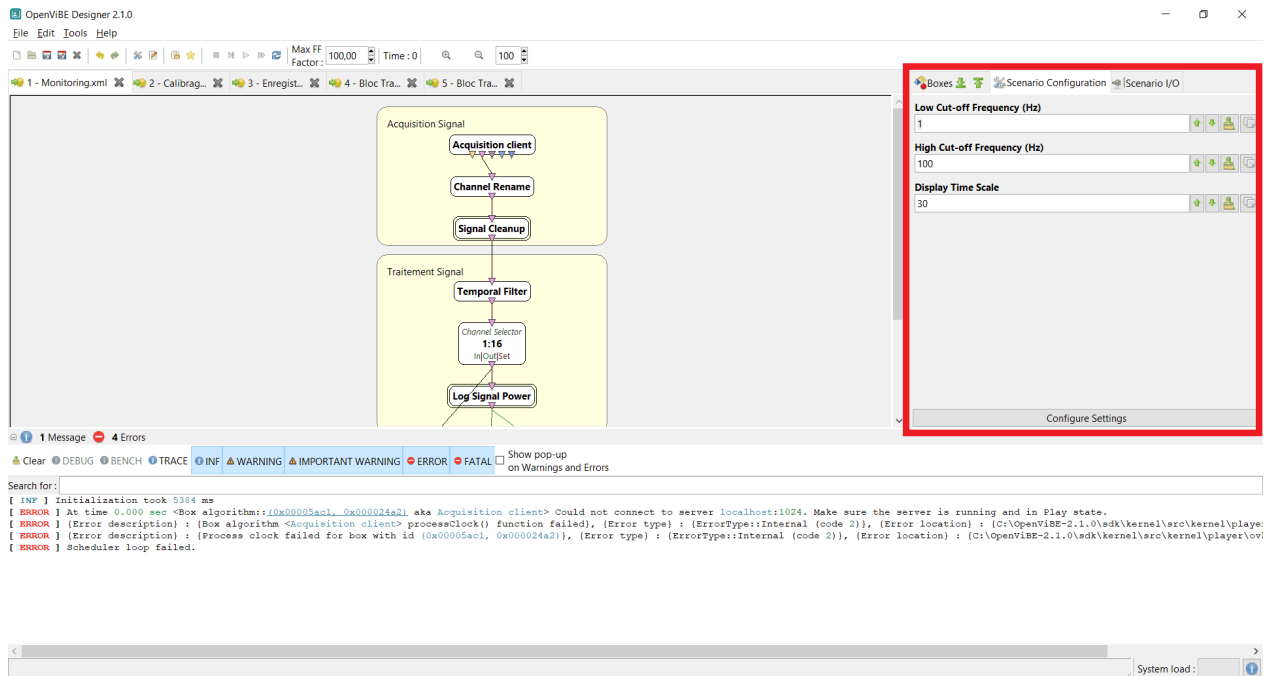 OpenViBE Designer 2.1.0
File Edit Tools Help
Max FF
Factor : 100,00 Time : 0 100
1 - Monitoring.xml 2 - Calibrag... 3 - Enregist... 4 - Bloc Tra... 5 - Bloc Tra...
Boxes Scenario Configuration Scenario I/O
Low Cut-off Frequency (Hz)
1
High Cut-off Frequency (Hz)
100
Display Time Scale
30
Configure Settings
Acquisition Signal
Acquisition client
Channel Rename
Signal Cleanup
Traitement Signal
Temporal Filter
Channel Selector
1:16
In|Out|Set
Log Signal Power
1 Message 4 Errors
Clear DEBUG BENCH TRACE INF WARNING IMPORTANT WARNING ERROR FATAL Show pop-up
on Warnings and Errors
Search for :
[ INF ] Initialization took 5384 ms
[ ERROR ] At time 0.000 sec <Box algorithm::(0x00005ac1, 0x000024a2) aka Acquisition client> Could not connect to server localhost:1024. Make sure the server is running and in Play state.
[ ERROR ] {Error description} : {Box algorithm <Acquisition client> processClock() function failed}, {Error type} : {ErrorType::Internal (code 2)}, {Error location} : {C:\OpenViBE-2.1.0\sdk\kernel\src\kernel\playe
[ ERROR ] {Error description} : {Process clock failed for box with id (0x00005ac1, 0x000024a2)}, {Error type} : {ErrorType::Internal (code 2)}, {Error location} : {C:\OpenViBE-2.1.0\sdk\kernel\src\kernel\player\ov
[ ERROR ] Scheduler loop failed.
System load :